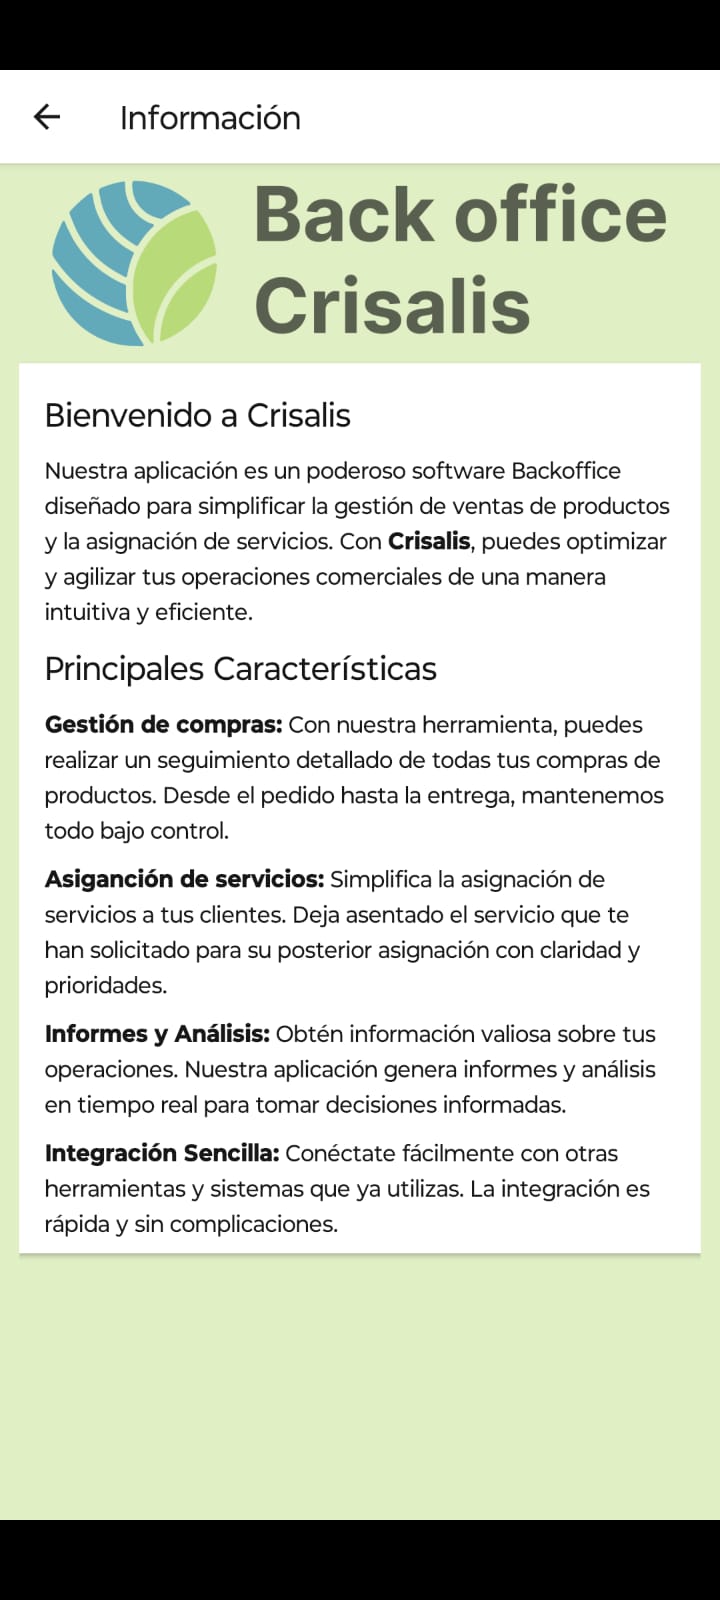 Información
Back office
Crisalis
Bienvenido a Crisalis
Nuestra aplicación es un poderoso software Backoffice
diseñado para simplificar la gestión de ventas de productos
y la asignación de servicios. Con Crisalis, puedes optimizar
y agilizar tus operaciones comerciales de una manera
intuitiva y eficiente.
Principales Características
Gestión de compras: Con nuestra herramienta, puedes
realizar un seguimiento detallado de todas tus compras de
productos. Desde el pedido hasta la entrega, mantenemos
todo bajo control.
Asiganción de servicios: Simplifica la asignación de
servicios a tus clientes. Deja asentado el servicio que te
han solicitado para su posterior asignación con claridad y
prioridades.
Informes y Análisis: Obtén información valiosa sobre tus
operaciones. Nuestra aplicación genera informes y análisis
en tiempo real para tomar decisiones informadas.
Integración Sencilla: Conéctate fácilmente con otras
herramientas y sistemas que ya utilizas. La integración es
rápida y sin complicaciones.